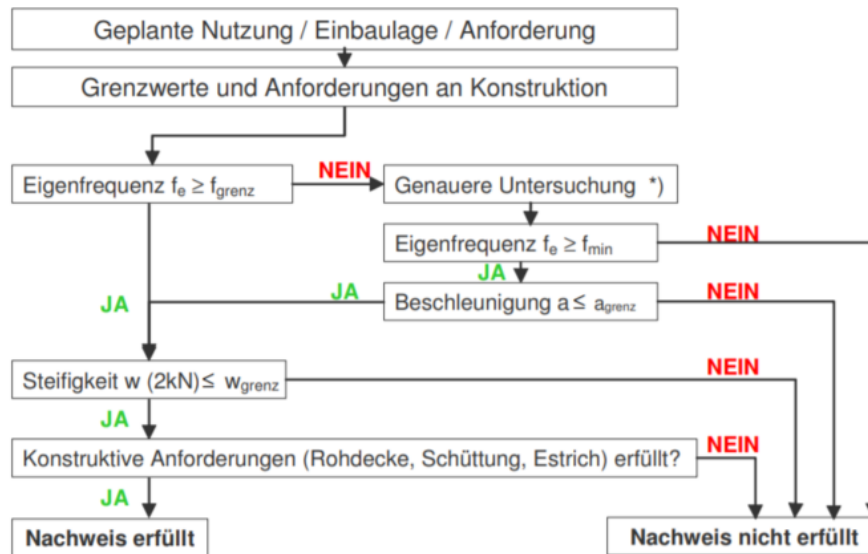 Geplante Nutzung / Einbaulage / Anforderung
Grenzwerte und Anforderungen an Konstruktion
Eigenfrequenz fe ≥ fgrenz
NEIN
Genauere Untersuchung *)
Eigenfrequenz fe ≥ fmin
NEIN
JA
JA
JA
Beschleunigung a ≤ agrenz
NEIN
Steifigkeit w (2kN) ≤ wgrenz
NEIN
JA
Konstruktive Anforderungen (Rohdecke, Schüttung, Estrich) erfüllt?
NEIN
JA
Nachweis erfüllt
Nachweis nicht erfüllt